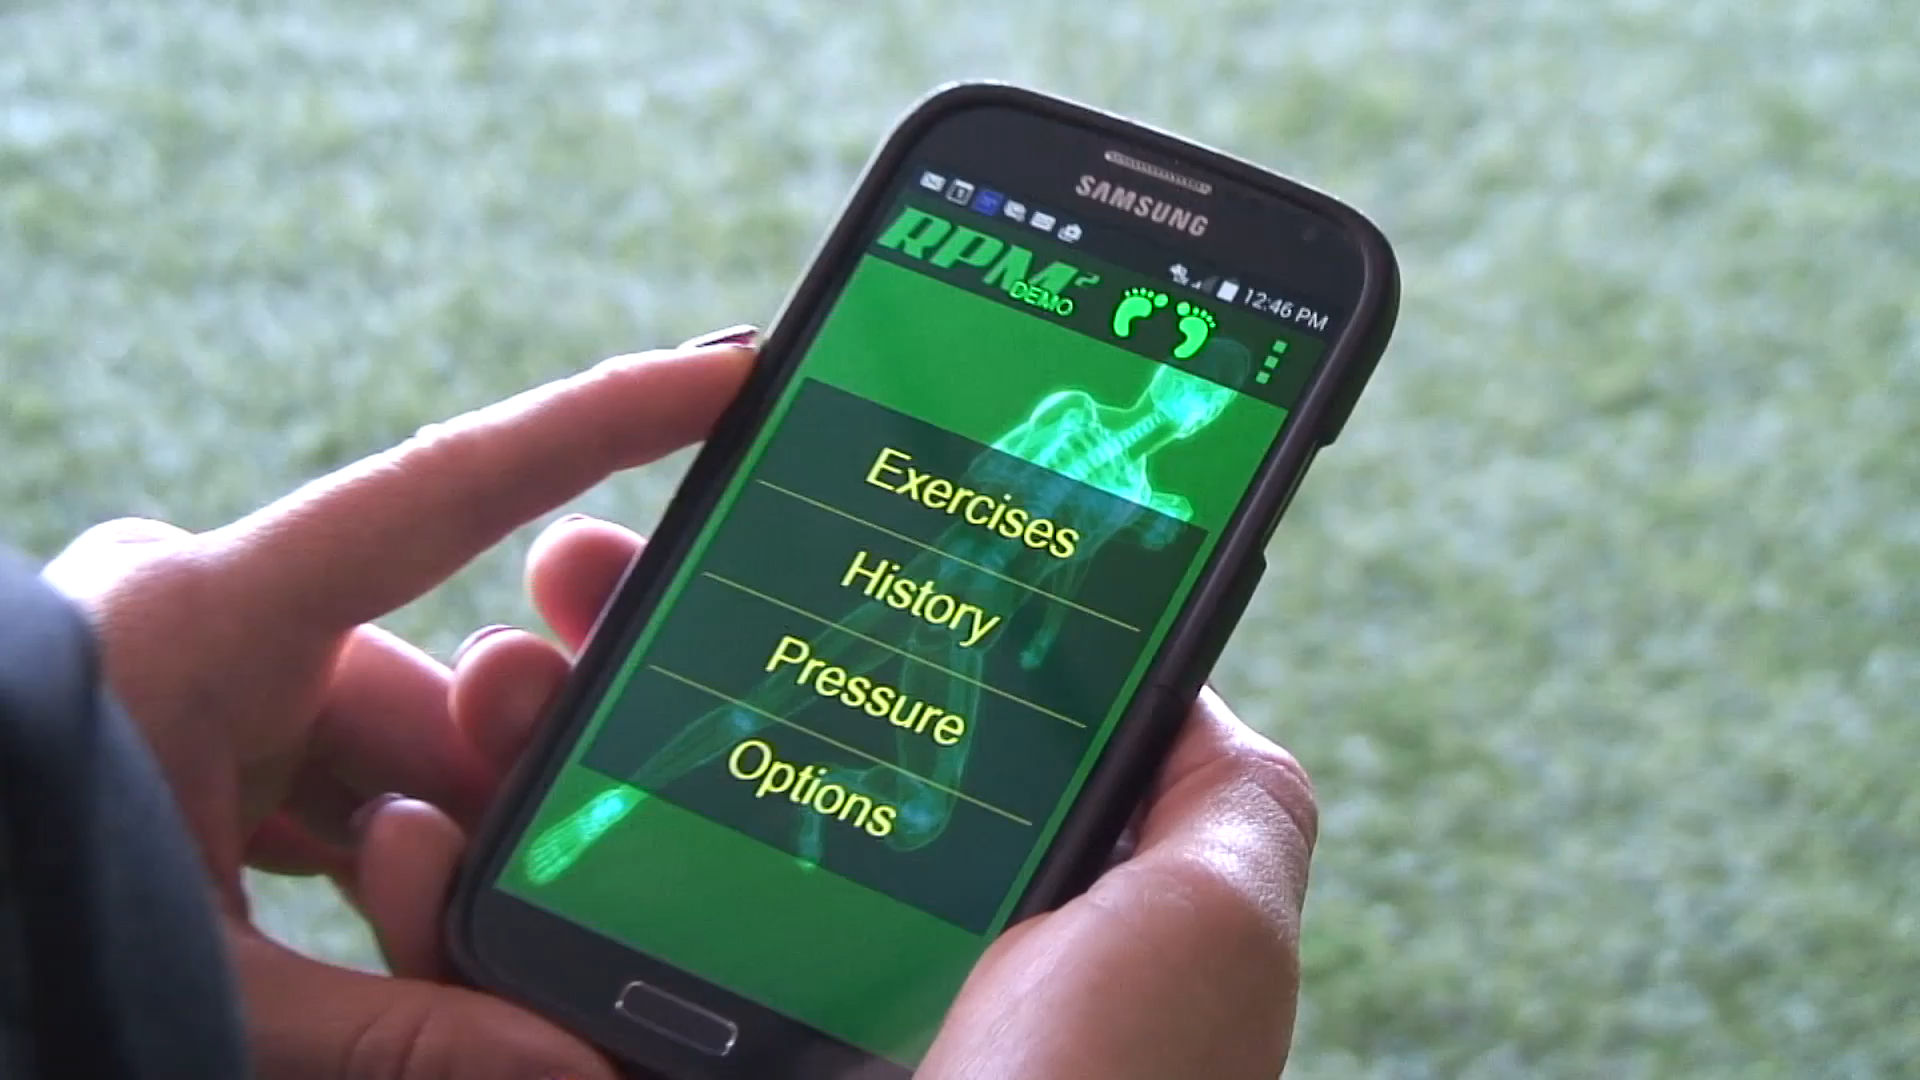 SAMSUNG
12:46 PM
RPM²
DEMO
Exercises
History
Pressure
Options